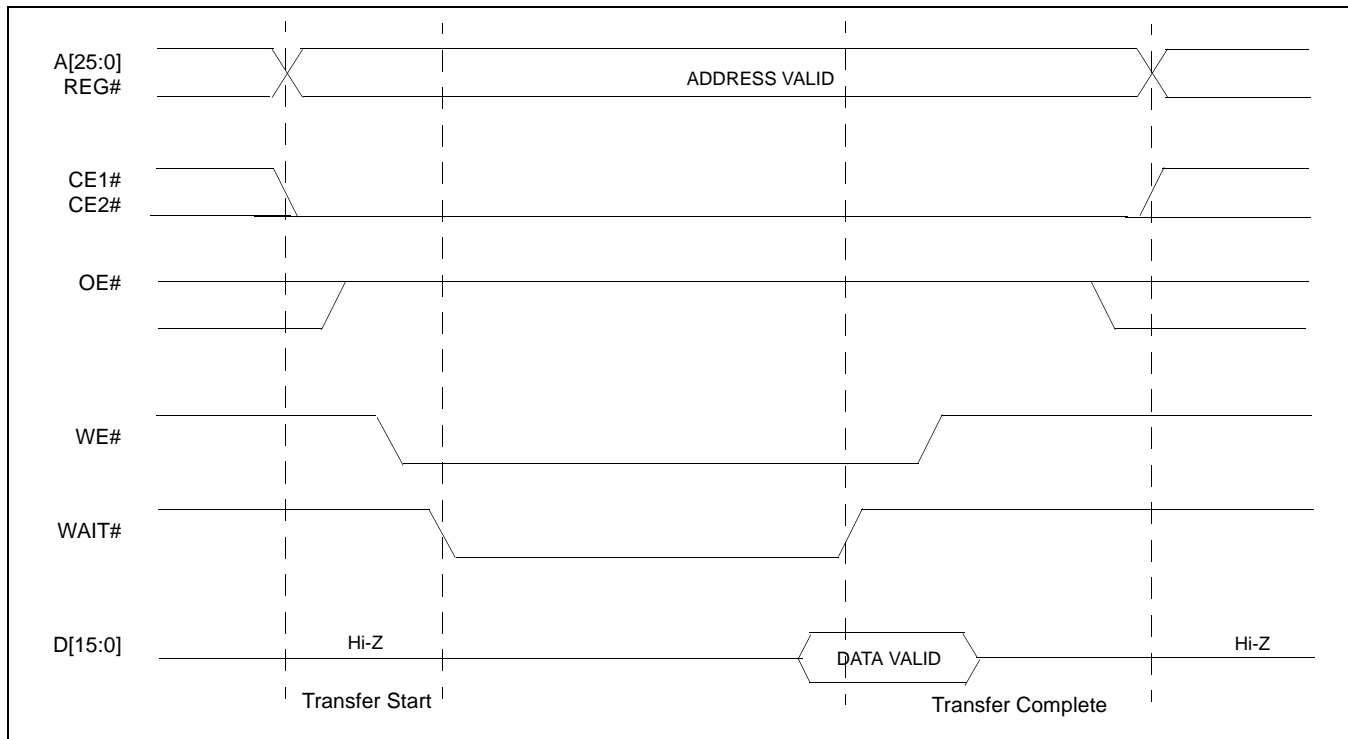 A[25:0]
REG#
ADDRESS VALID
CE1#
CE2#
OE#
WE#
WAIT#
D[15:0]
Hi-Z
DATA VALID
Hi-Z
Transfer Start
Transfer Complete